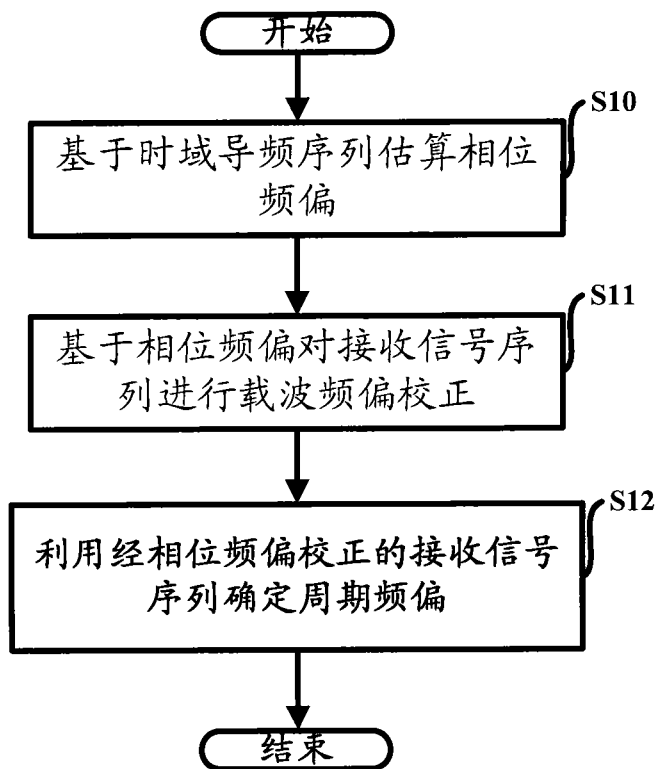 开始
S10
基于时域导频序列估算相位
频偏
S11
基于相位频偏对接收信号序
列进行载波频偏校正
S12
利用经相位频偏校正的接收信号
序列确定周期频偏
结束